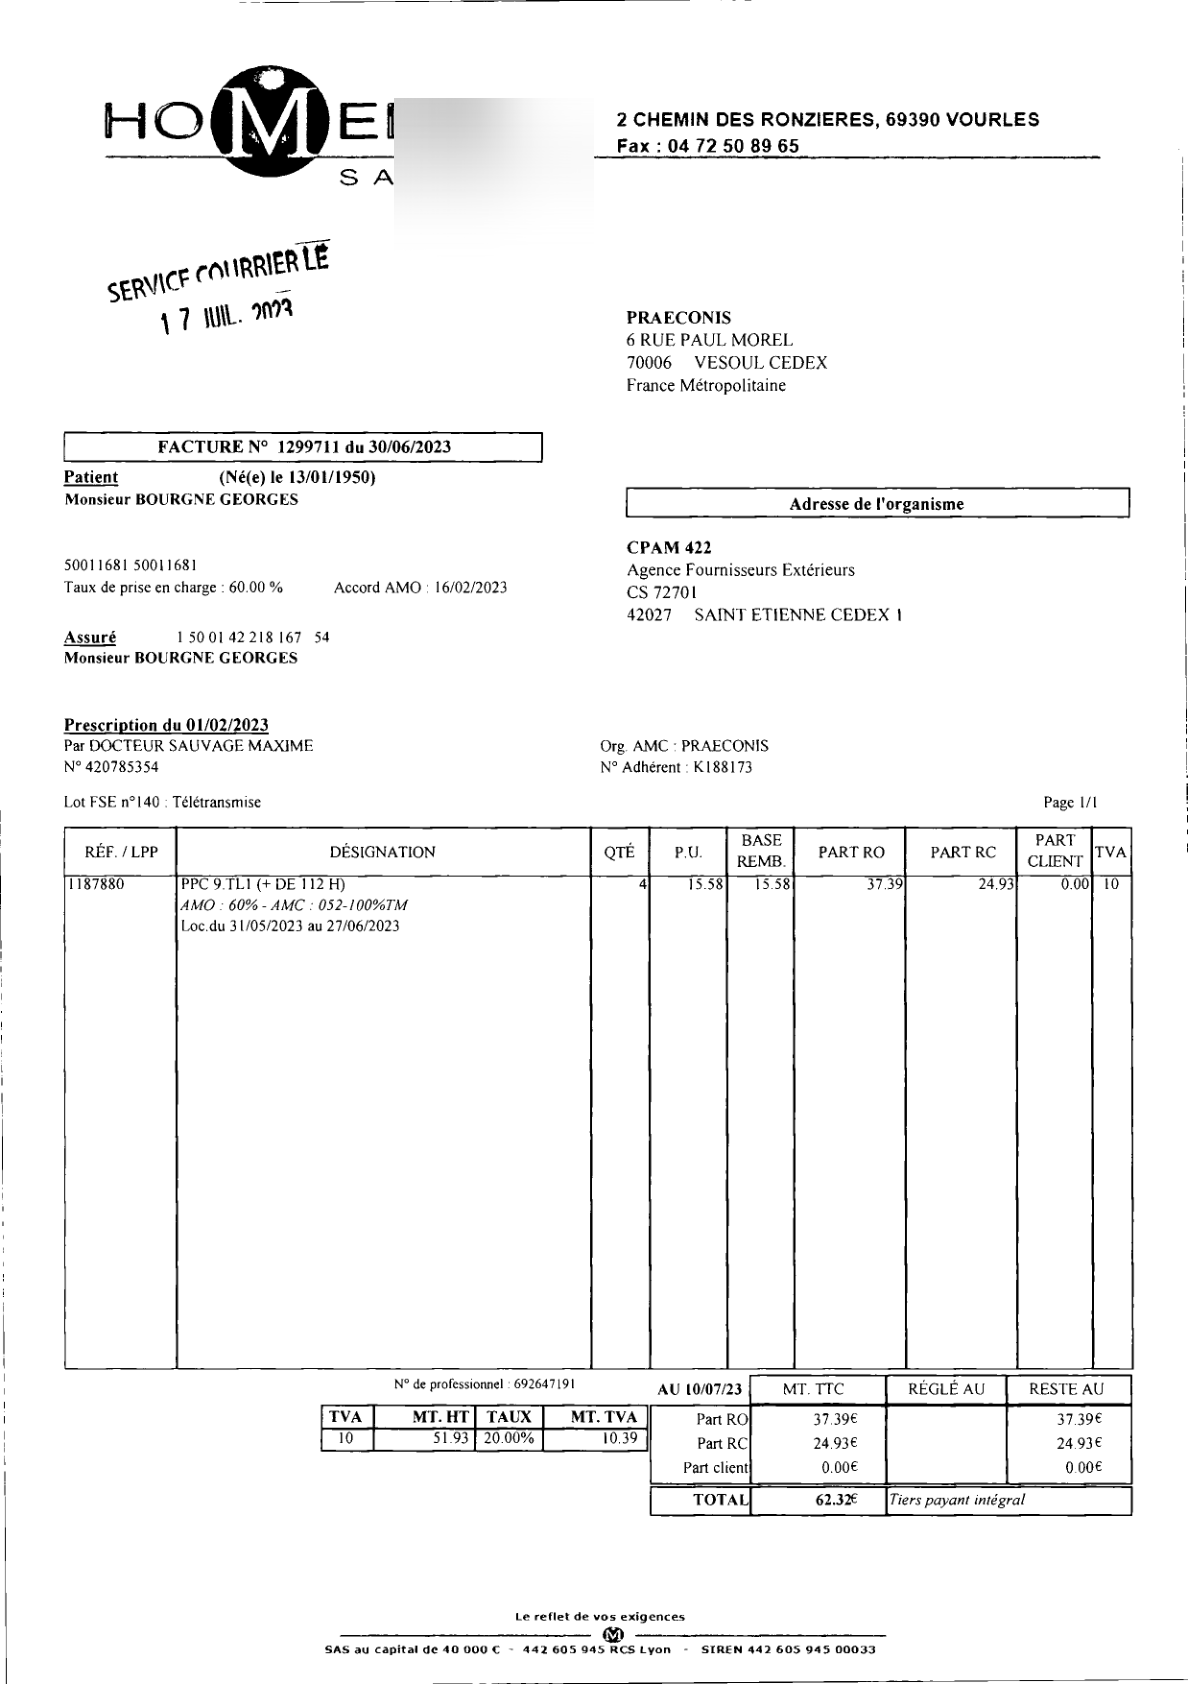 2 CHEMIN DES RONZIERES, 69390 VOURLES
Fax : 04 72 50 89 65
SERVICE COURRIER LE
17 JUIL. 2023
PRAECONIS
6 RUE PAUL MOREL
70006 VESOUL CEDEX
France Métropolitaine
FACTURE N° 1299711 du 30/06/2023
Patient (Né(e) le 13/01/1950)
Monsieur BOURGNE GEORGES
Adresse de l'organisme
CPAM 422
Agence Fournisseurs Extérieurs
CS 72701
42027 SAINT ETIENNE CEDEX 1
50011681 50011681
Taux de prise en charge : 60.00 % Accord AMO : 16/02/2023
Assuré 1 50 01 42 218 167 54
Monsieur BOURGNE GEORGES
Prescription du 01/02/2023
Par DOCTEUR SAUVAGE MAXIME
N° 420785354
Org. AMC : PRAECONIS
N° Adhérent : K188173
Lot FSE n°140 : Télétransmise
Page 1/1
RÉF. / LPP DÉSIGNATION QTÉ P.U. BASE REMB. PART RO PART RC PART CLIENT TVA
1187880 PPC 9.TL1 (+ DE 112 H) 4 15.58 15.58 37.39 24.93 0.00 10
AMO : 60% - AMC : 052-100%TM
Loc.du 31/05/2023 au 27/06/2023
N° de professionnel : 692647191
TVA MT. HT TAUX MT. TVA
10 51.93 20.00% 10.39
AU 10/07/23 MT. TTC RÉGLÉ AU RESTE AU
Part RO 37.39€ 37.39€
Part RC 24.93€ 24.93€
Part client 0.00€ 0.00€
TOTAL 62.32€ Tiers payant intégral
Le reflet de vos exigences
M
SAS au capital de 40 000 € - 442 605 945 RCS Lyon - SIREN 442 605 945 00033